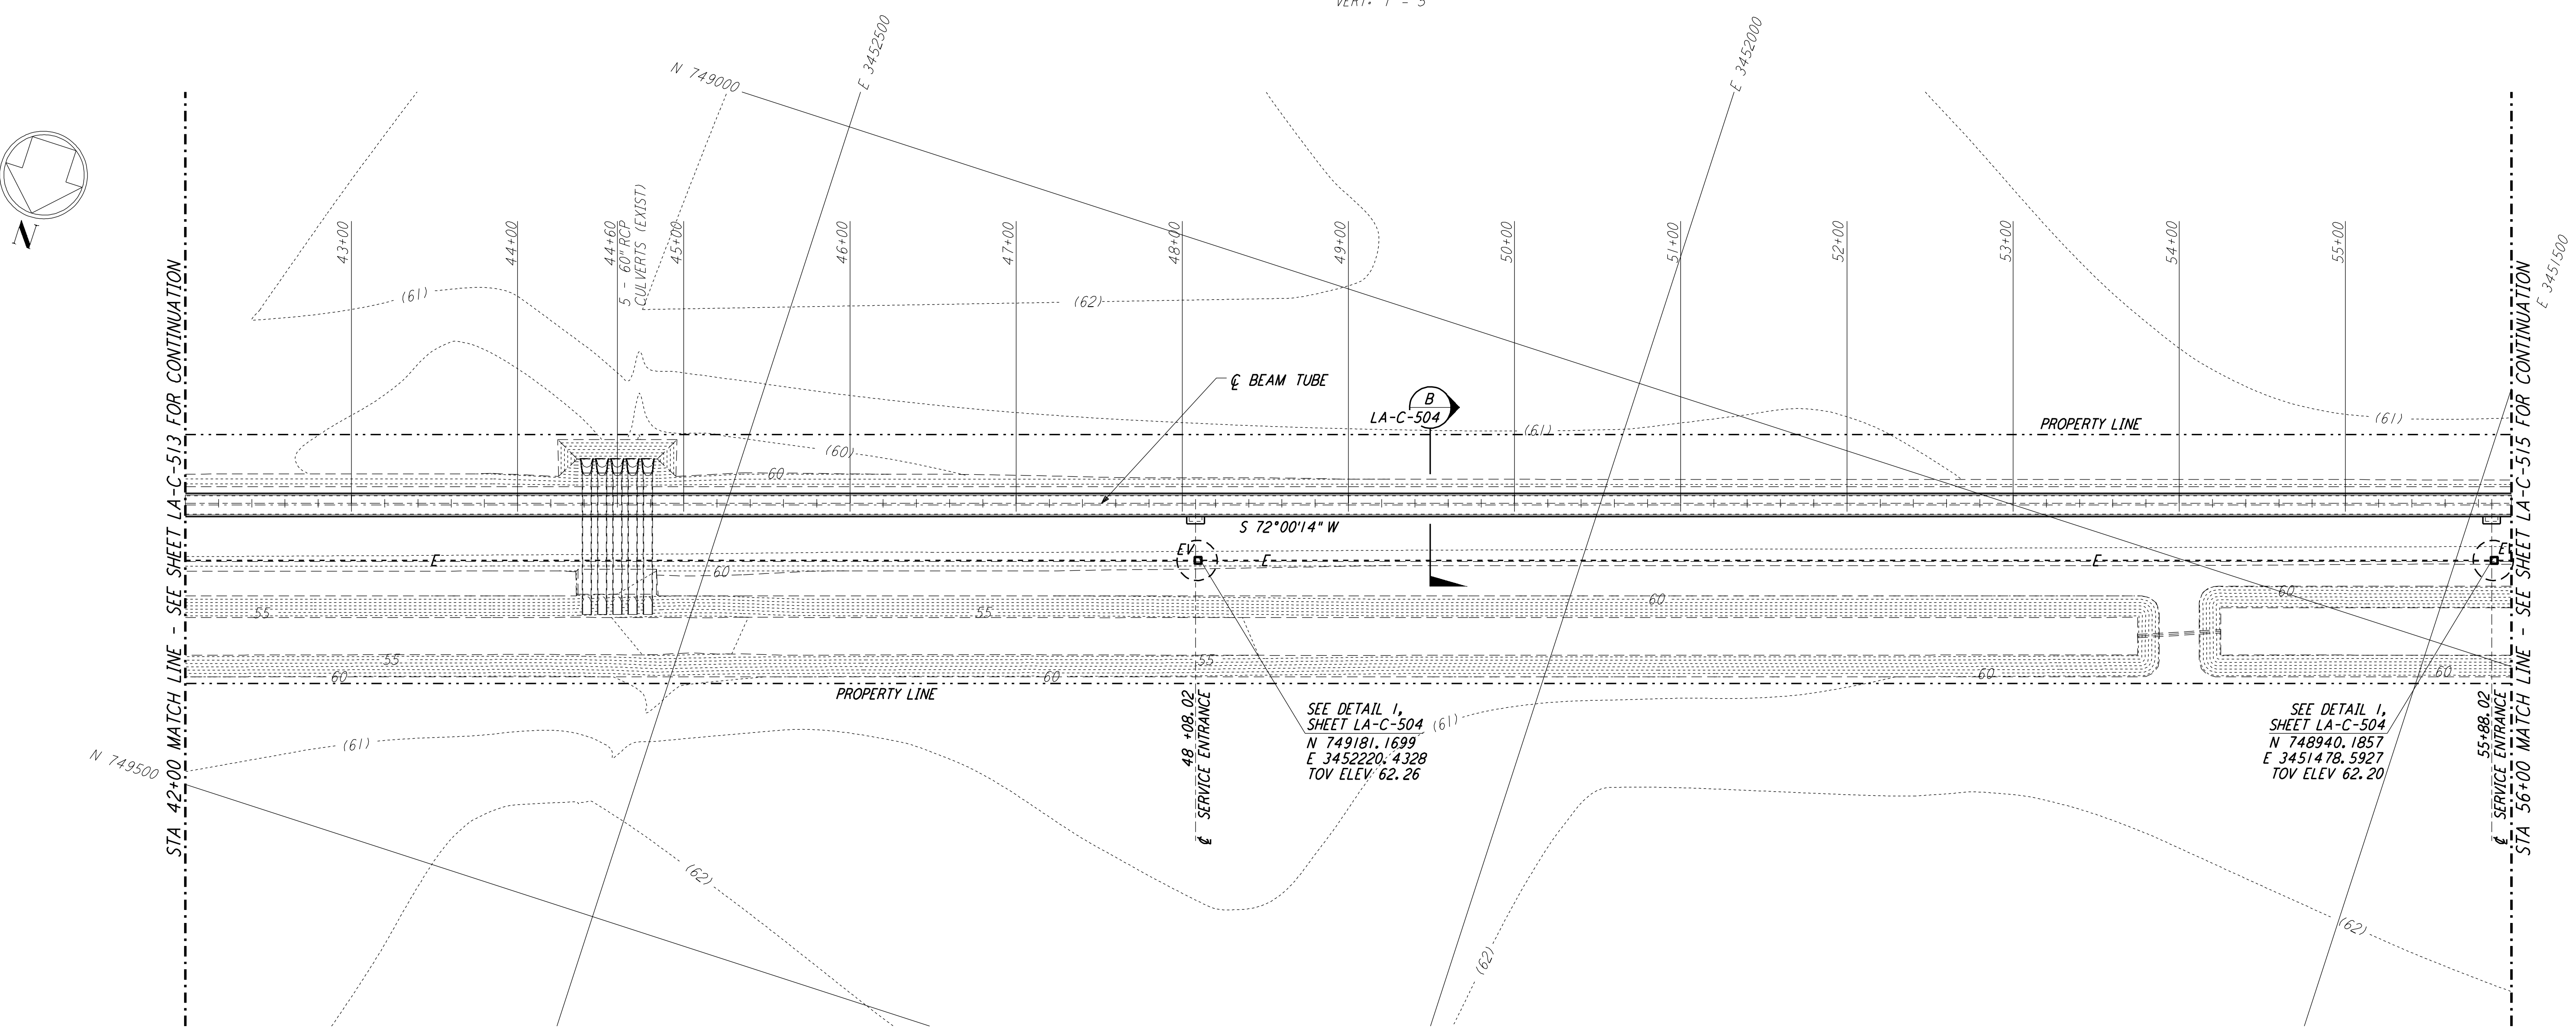 VERT. 1" = 5'
N 749000
E 3452500
E 3452000
E 3451500
N
43+00
44+00
44+60
5 - 60" RCP
CULVERTS (EXIST)
45+00
46+00
47+00
48+00
49+00
50+00
51+00
52+00
53+00
54+00
55+00
STA 42+00 MATCH LINE - SEE SHEET LA-C-513 FOR CONTINUATION
STA 56+00 MATCH LINE - SEE SHEET LA-C-515 FOR CONTINUATION
(61)
(62)
℄ BEAM TUBE
B
LA-C-504
(61)
(61)
PROPERTY LINE
(60)
60
S 72°00'14" W
E
EV
E
E
E
60
55
55
60
60
55
60
60
55
60
60
PROPERTY LINE
48 +08.02
℄ SERVICE ENTRANCE
SEE DETAIL 1,
SHEET LA-C-504
N 749181.1699
E 3452220.4328
TOV ELEV 62.26
(61)
SEE DETAIL 1,
SHEET LA-C-504
N 748940.1857
E 3451478.5927
TOV ELEV 62.20
55+88.02
℄ SERVICE ENTRANCE
(61)
N 749500
(62)
(62)
(62)